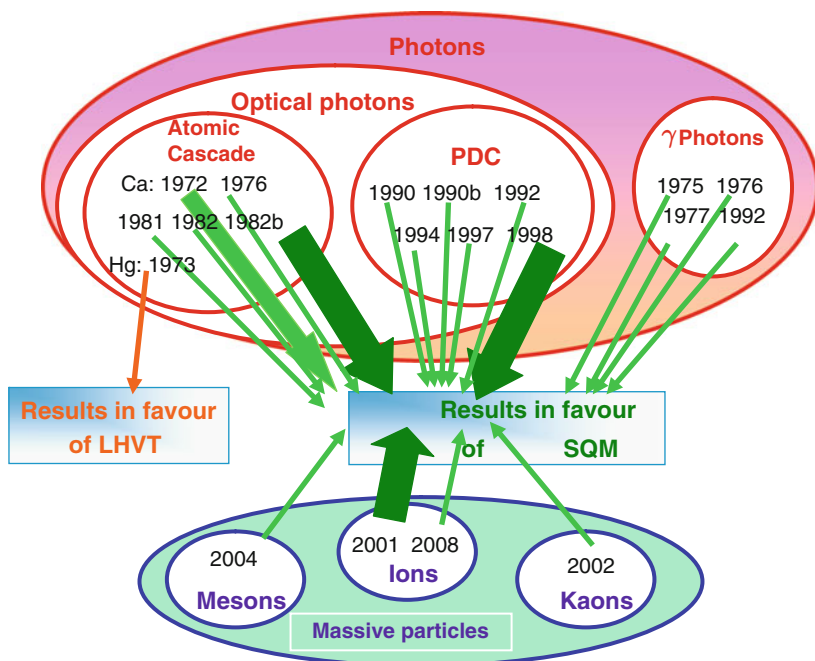 Photons
Optical photons
Atomic
Cascade
Ca: 1972 1976
1981 1982 1982b
Hg: 1973
PDC
1990 1990b 1992
1994 1997 1998
γ Photons
1975 1976
1977 1992
Results in favour
of LHVT
Results in favour
of SQM
2004
Mesons
2001 2008
Ions
2002
Kaons
Massive particles